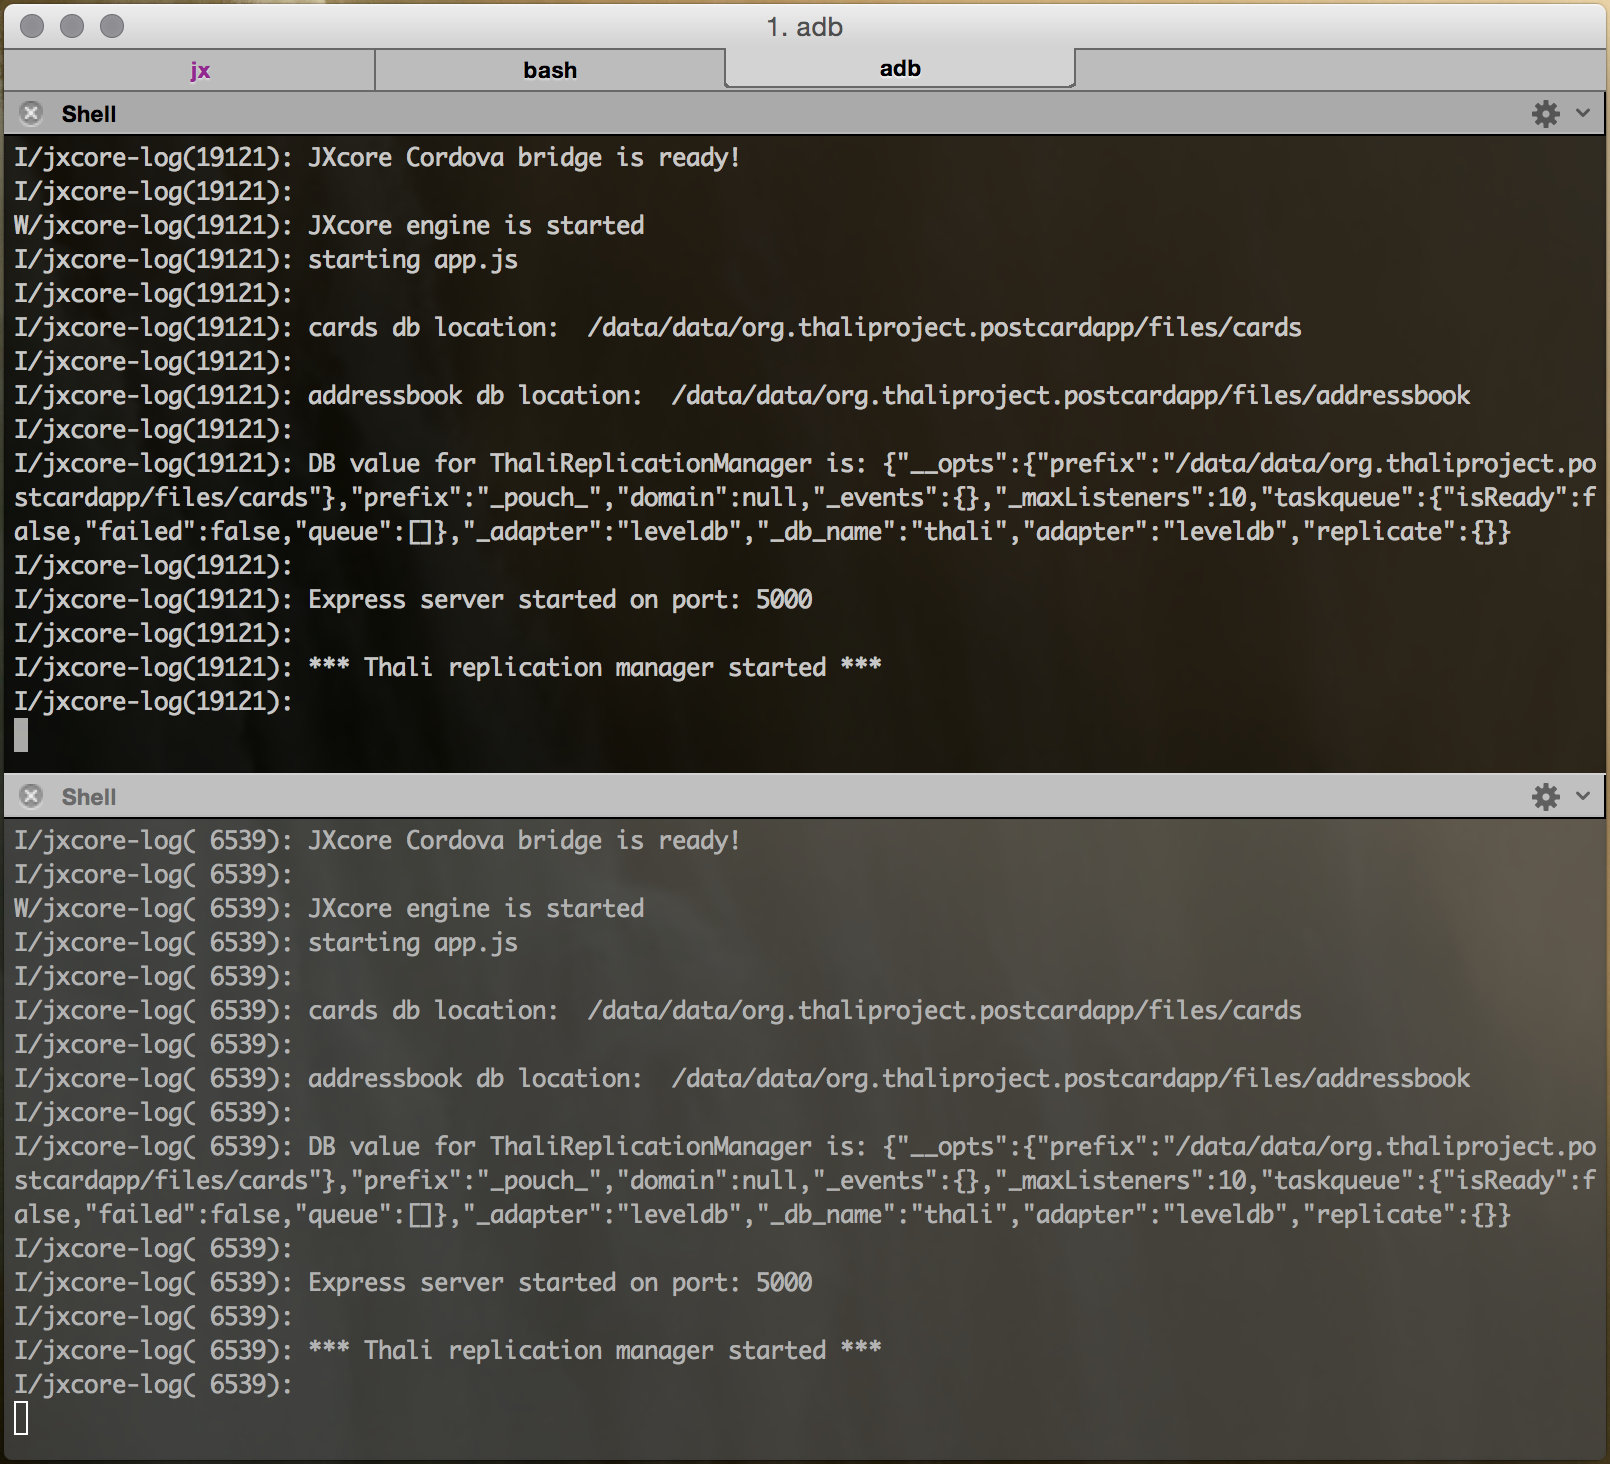 1. adb
jx bash adb
Shell
I/jxcore-log(19121): JXcore Cordova bridge is ready!
I/jxcore-log(19121):
W/jxcore-log(19121): JXcore engine is started
I/jxcore-log(19121): starting app.js
I/jxcore-log(19121):
I/jxcore-log(19121): cards db location:  /data/data/org.thaliproject.postcardapp/files/cards
I/jxcore-log(19121):
I/jxcore-log(19121): addressbook db location:  /data/data/org.thaliproject.postcardapp/files/addressbook
I/jxcore-log(19121):
I/jxcore-log(19121): DB value for ThaliReplicationManager is: {"__opts":{"prefix":"/data/data/org.thaliproject.po
stcardapp/files/cards"},"prefix":"_pouch_","domain":null,"_events":{},"_maxListeners":10,"taskqueue":{"isReady":f
alse,"failed":false,"queue":[]},"_adapter":"leveldb","_db_name":"thali","adapter":"leveldb","replicate":{}}
I/jxcore-log(19121):
I/jxcore-log(19121): Express server started on port: 5000
I/jxcore-log(19121):
I/jxcore-log(19121): *** Thali replication manager started ***
I/jxcore-log(19121):
Shell
I/jxcore-log( 6539): JXcore Cordova bridge is ready!
I/jxcore-log( 6539):
W/jxcore-log( 6539): JXcore engine is started
I/jxcore-log( 6539): starting app.js
I/jxcore-log( 6539):
I/jxcore-log( 6539): cards db location:  /data/data/org.thaliproject.postcardapp/files/cards
I/jxcore-log( 6539):
I/jxcore-log( 6539): addressbook db location:  /data/data/org.thaliproject.postcardapp/files/addressbook
I/jxcore-log( 6539):
I/jxcore-log( 6539): DB value for ThaliReplicationManager is: {"__opts":{"prefix":"/data/data/org.thaliproject.po
stcardapp/files/cards"},"prefix":"_pouch_","domain":null,"_events":{},"_maxListeners":10,"taskqueue":{"isReady":f
alse,"failed":false,"queue":[]},"_adapter":"leveldb","_db_name":"thali","adapter":"leveldb","replicate":{}}
I/jxcore-log( 6539):
I/jxcore-log( 6539): Express server started on port: 5000
I/jxcore-log( 6539):
I/jxcore-log( 6539): *** Thali replication manager started ***
I/jxcore-log( 6539):